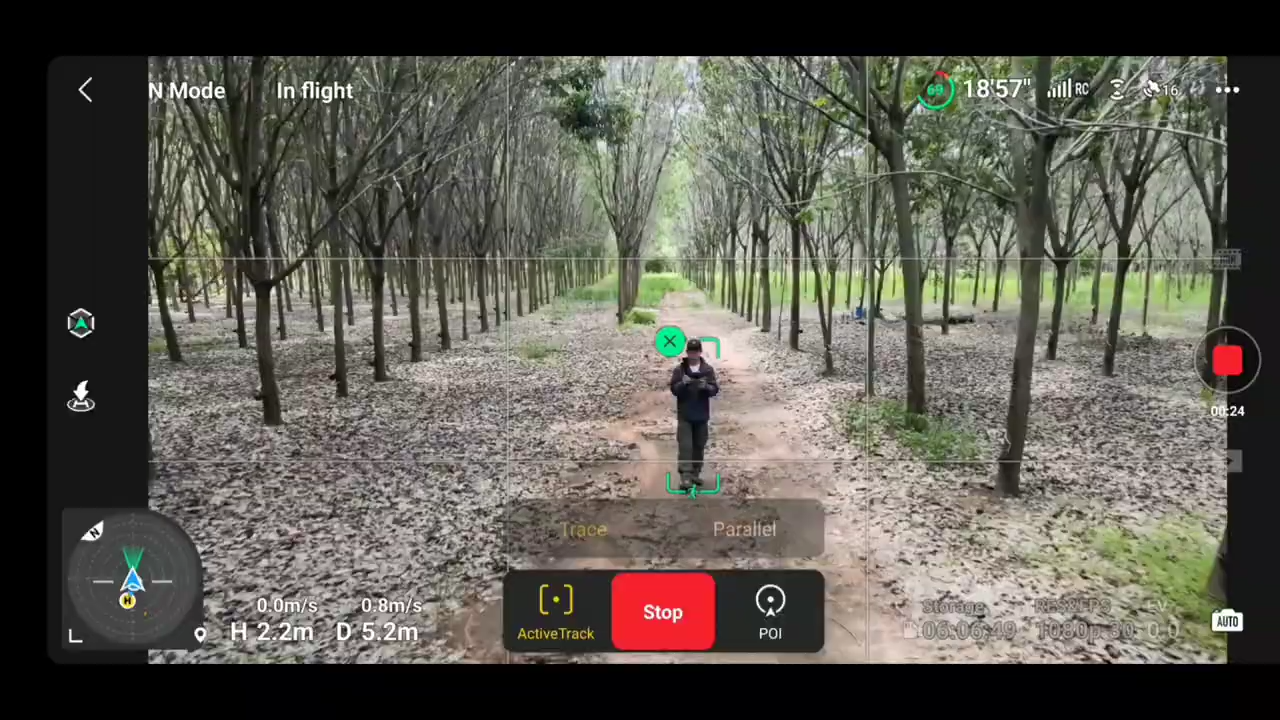 N Mode In flight 69 18'57" RC 16
00:24
Trace Parallel
N
H
0.0m/s 0.8m/s
H 2.2m D 5.2m
ActiveTrack Stop POI
Storage RES&FPS EV
06:06:49 1080p 30 0.0
AUTO